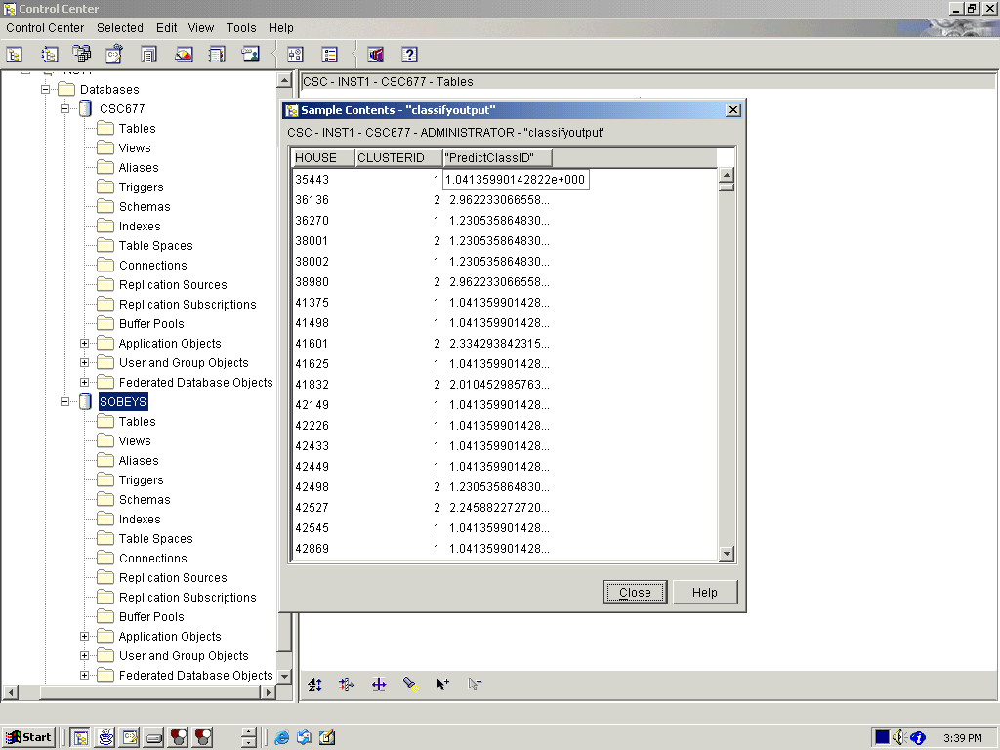 Control Center
Control Center Selected Edit View Tools Help
CSC - INST1 - CSC677 - Tables
INST1
Databases
CSC677
Tables
Views
Aliases
Triggers
Schemas
Indexes
Table Spaces
Connections
Replication Sources
Replication Subscriptions
Buffer Pools
Application Objects
User and Group Objects
Federated Database Objects
SOBEYS
Tables
Views
Aliases
Triggers
Schemas
Indexes
Table Spaces
Connections
Replication Sources
Replication Subscriptions
Buffer Pools
Application Objects
User and Group Objects
Federated Database Objects
Sample Contents - "classifyoutput"
CSC - INST1 - CSC677 - ADMINISTRATOR - "classifyoutput"
HOUSE CLUSTERID "PredictClassID"
35443 1 1.04135990142822e+000
36136 2 2.962233066558...
36270 1 1.230535864830...
38001 2 1.230535864830...
38002 1 1.230535864830...
38980 2 2.962233066558...
41375 1 1.041359901428...
41498 1 1.041359901428...
41601 2 2.334293842315...
41625 1 1.041359901428...
41832 2 2.010452985763...
42149 1 1.041359901428...
42226 1 1.041359901428...
42433 1 1.041359901428...
42449 1 1.041359901428...
42498 2 1.230535864830...
42527 2 2.245882272720...
42545 1 1.041359901428...
42869 1 1.041359901428...
Close Help
Start 3:39 PM